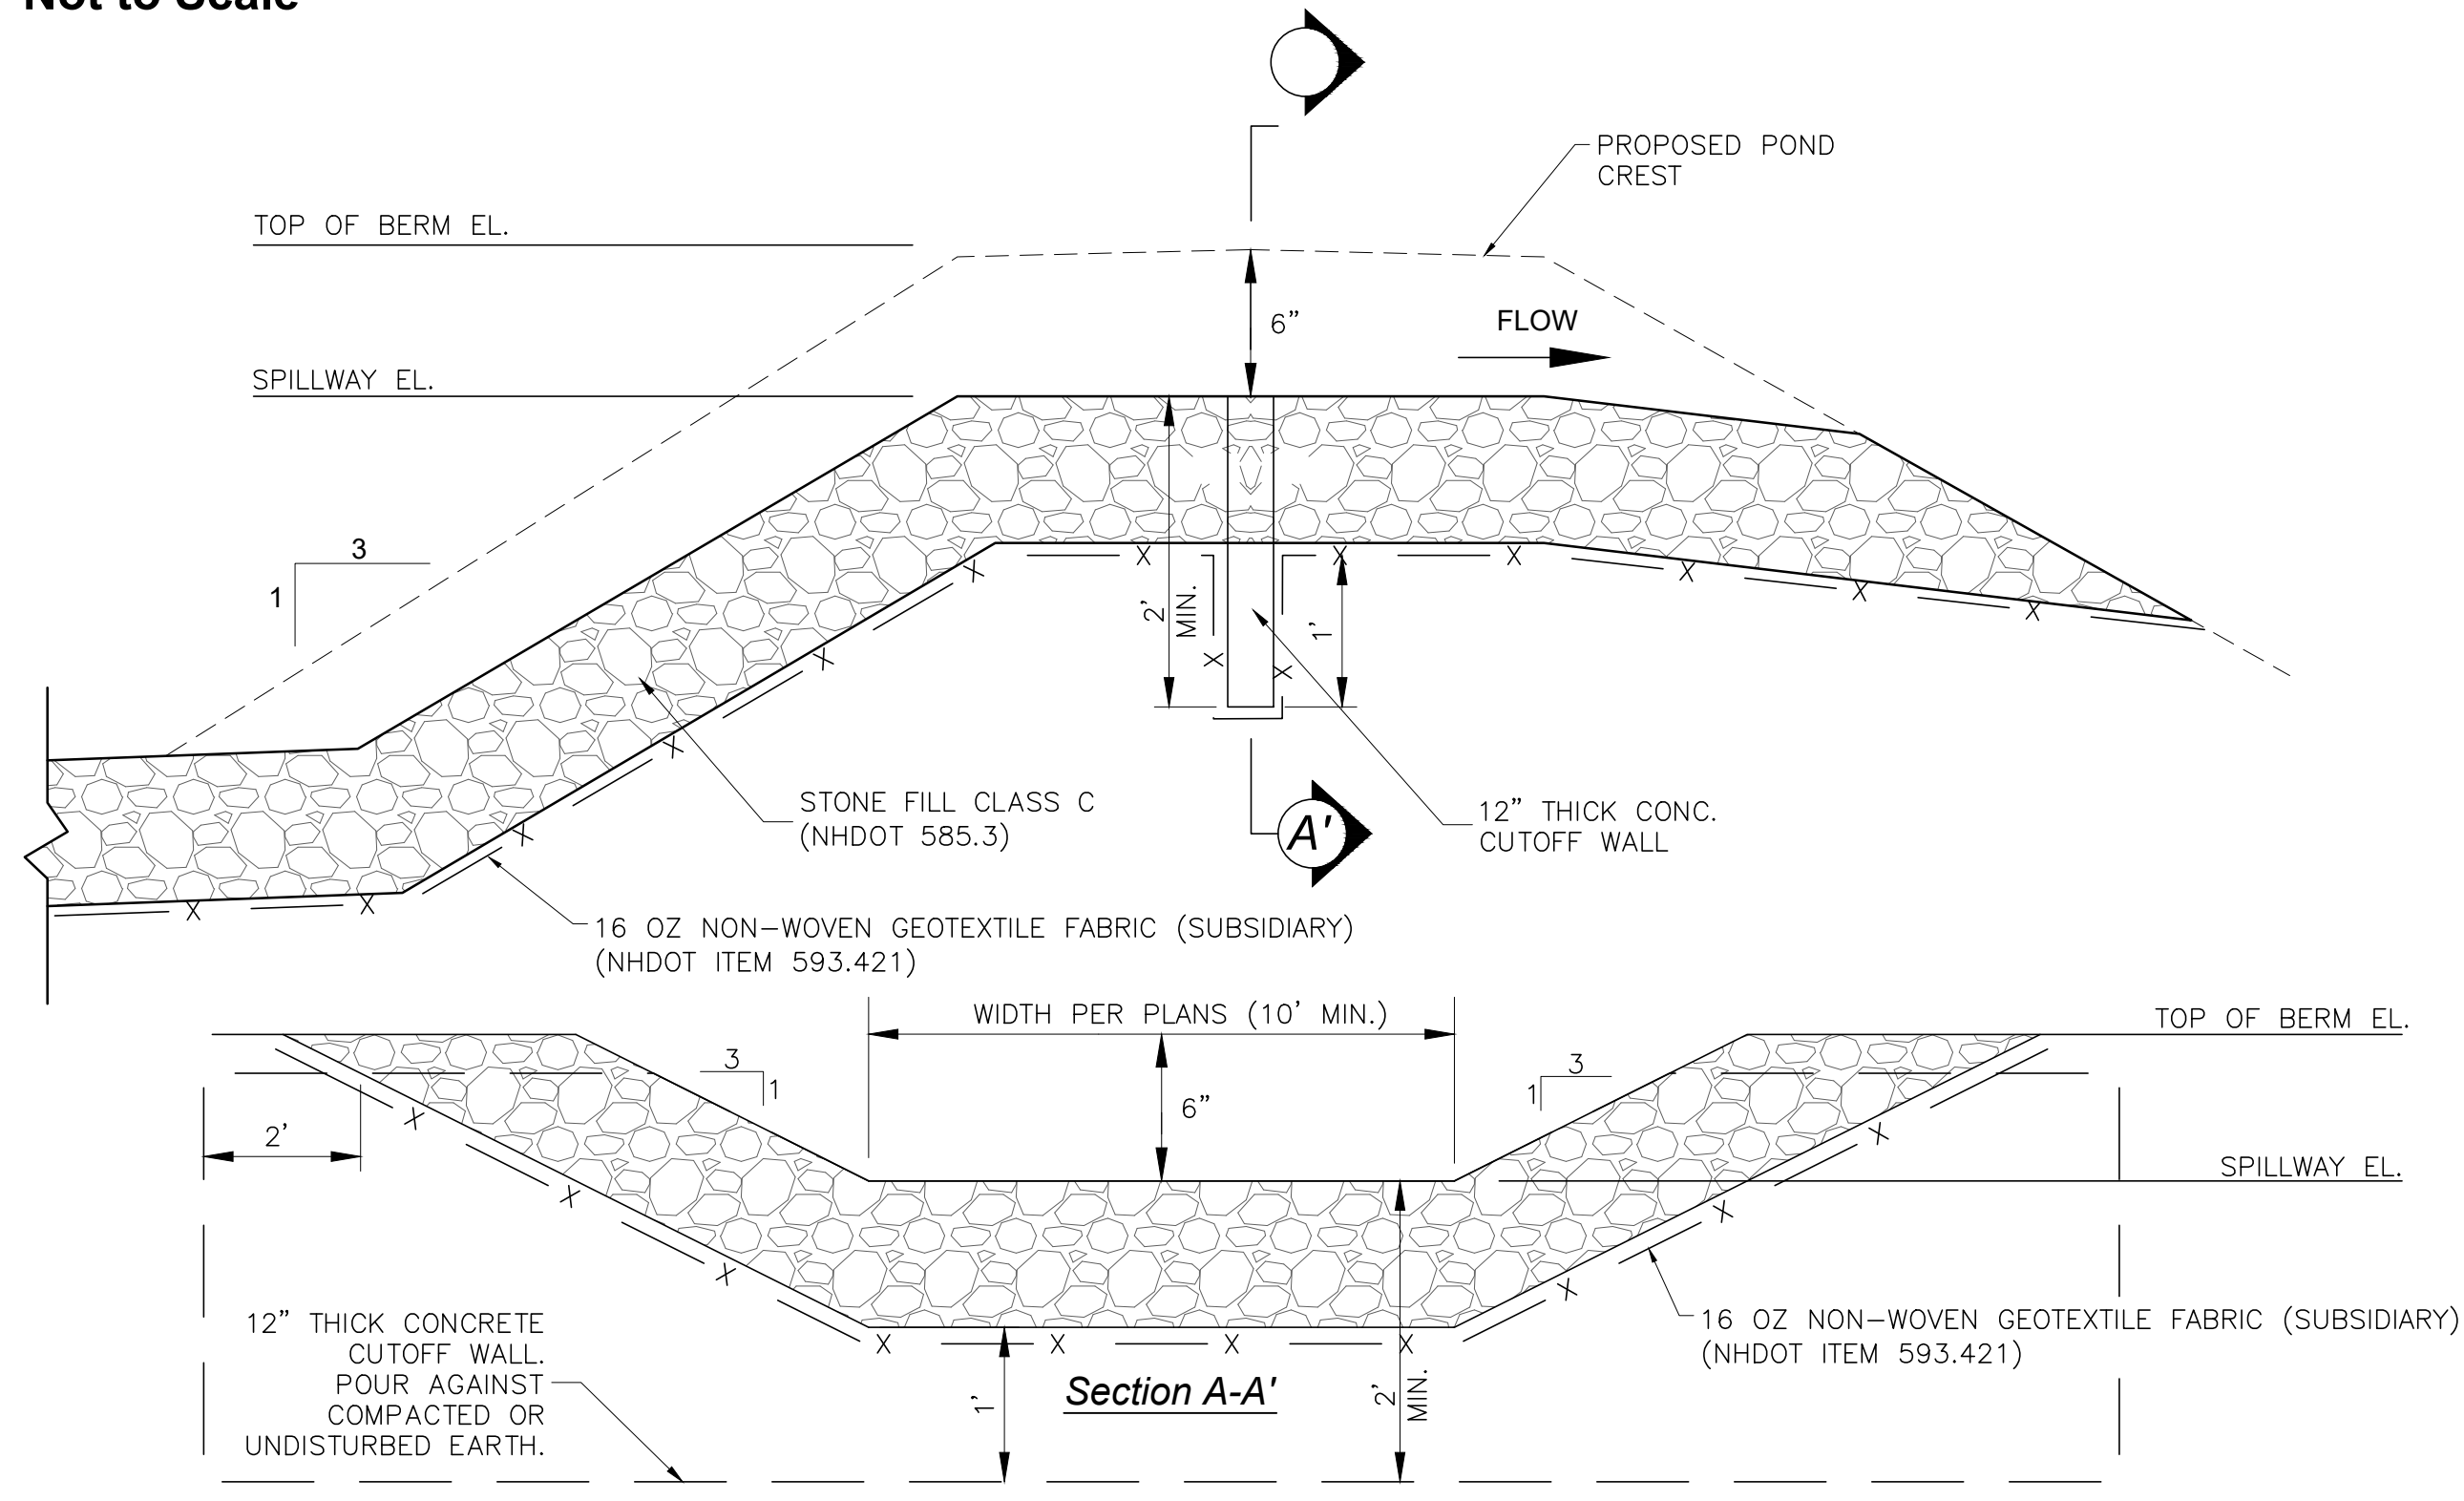 Not to Scale
PROPOSED POND
CREST
TOP OF BERM EL.
6”
FLOW
SPILLWAY EL.
3
1
2'
MIN.
1'
STONE FILL CLASS C
(NHDOT 585.3)
12” THICK CONC.
CUTOFF WALL
A'
16 OZ NON-WOVEN GEOTEXTILE FABRIC (SUBSIDIARY)
(NHDOT ITEM 593.421)
WIDTH PER PLANS (10' MIN.)
TOP OF BERM EL.
3
1
3
1
6”
2'
SPILLWAY EL.
12” THICK CONCRETE
CUTOFF WALL.
POUR AGAINST
COMPACTED OR
UNDISTURBED EARTH.
16 OZ NON-WOVEN GEOTEXTILE FABRIC (SUBSIDIARY)
(NHDOT ITEM 593.421)
1'
Section A-A'
2'
MIN.